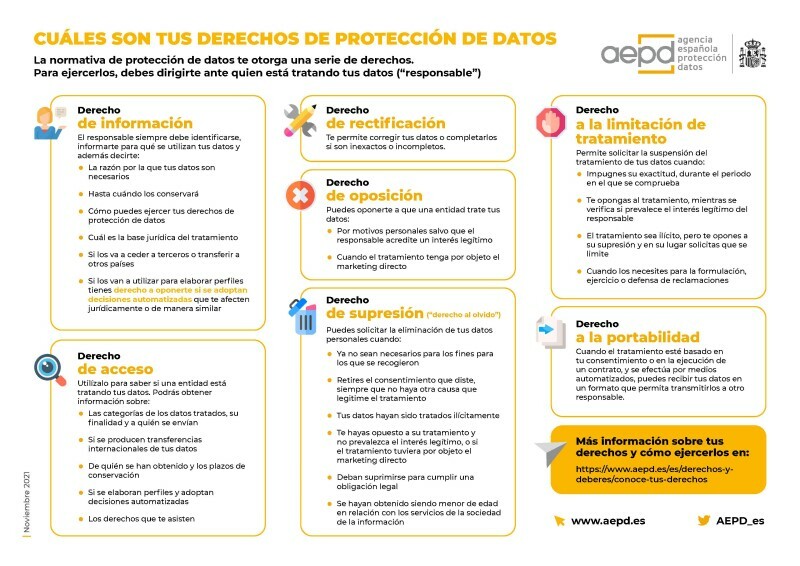 CUÁLES SON TUS DERECHOS DE PROTECCIÓN DE DATOS
La normativa de protección de datos te otorga una serie de derechos.
Para ejercerlos, debes dirigirte ante quien está tratando tus datos (“responsable”)
aepd
agencia
española
protección
datos
Derecho
de información
El responsable siempre debe identificarse,
informarte para qué se utilizan tus datos y
además decirte:
La razón por la que tus datos son
necesarios
Hasta cuándo los conservará
Cómo puedes ejercer tus derechos de
protección de datos
Cuál es la base jurídica del tratamiento
Si los va a ceder a terceros o transferir a
otros países
Si los van a utilizar para elaborar perfiles
tienes derecho a oponerte si se adoptan
decisiones automatizadas que te afecten
jurídicamente o de manera similar
Derecho
de acceso
Utilízalo para saber si una entidad está
tratando tus datos. Podrás obtener
información sobre:
Las categorías de los datos tratados, su
finalidad y a quién se envían
Si se producen transferencias
internacionales de tus datos
De quién se han obtenido y los plazos de
conservación
Si se elaboran perfiles y adoptan
decisiones automatizadas
Los derechos que te asisten
Derecho
de rectificación
Te permite corregir tus datos o completarlos
si son inexactos o incompletos.
Derecho
de oposición
Puedes oponerte a que una entidad trate tus
datos:
Por motivos personales salvo que el
responsable acredite un interés legítimo
Cuando el tratamiento tenga por objeto el
marketing directo
Derecho
de supresión (“derecho al olvido”)
Puedes solicitar la eliminación de tus datos
personales cuando:
Ya no sean necesarios para los fines para
los que se recogieron
Retires el consentimiento que diste,
siempre que no haya otra causa que
legitime el tratamiento
Tus datos hayan sido tratados ilícitamente
Te hayas opuesto a su tratamiento y
no prevalezca el interés legítimo, o si
el tratamiento tuviera por objeto el
marketing directo
Deban suprimirse para cumplir una
obligación legal
Se hayan obtenido siendo menor de edad
en relación con los servicios de la sociedad
de la información
Derecho
a la limitación de
tratamiento
Permite solicitar la suspensión del
tratamiento de tus datos cuando:
Impugnes su exactitud, durante el periodo
en el que se comprueba
Te opongas al tratamiento, mientras se
verifica si prevalece el interés legítimo del
responsable
El tratamiento sea ilícito, pero te opones a
su supresión y en su lugar solicitas que se
limite
Cuando los necesites para la formulación,
ejercicio o defensa de reclamaciones
Derecho
a la portabilidad
Cuando el tratamiento esté basado en
tu consentimiento o en la ejecución de
un contrato, y se efectúa por medios
automatizados, puedes recibir tus datos en
un formato que permita transmitirlos a otro
responsable.
Más información sobre tus
derechos y cómo ejercerlos en:
https://www.aepd.es/es/derechos-y-
deberes/conoce-tus-derechos
www.aepd.es
AEPD_es
Noviembre 2021